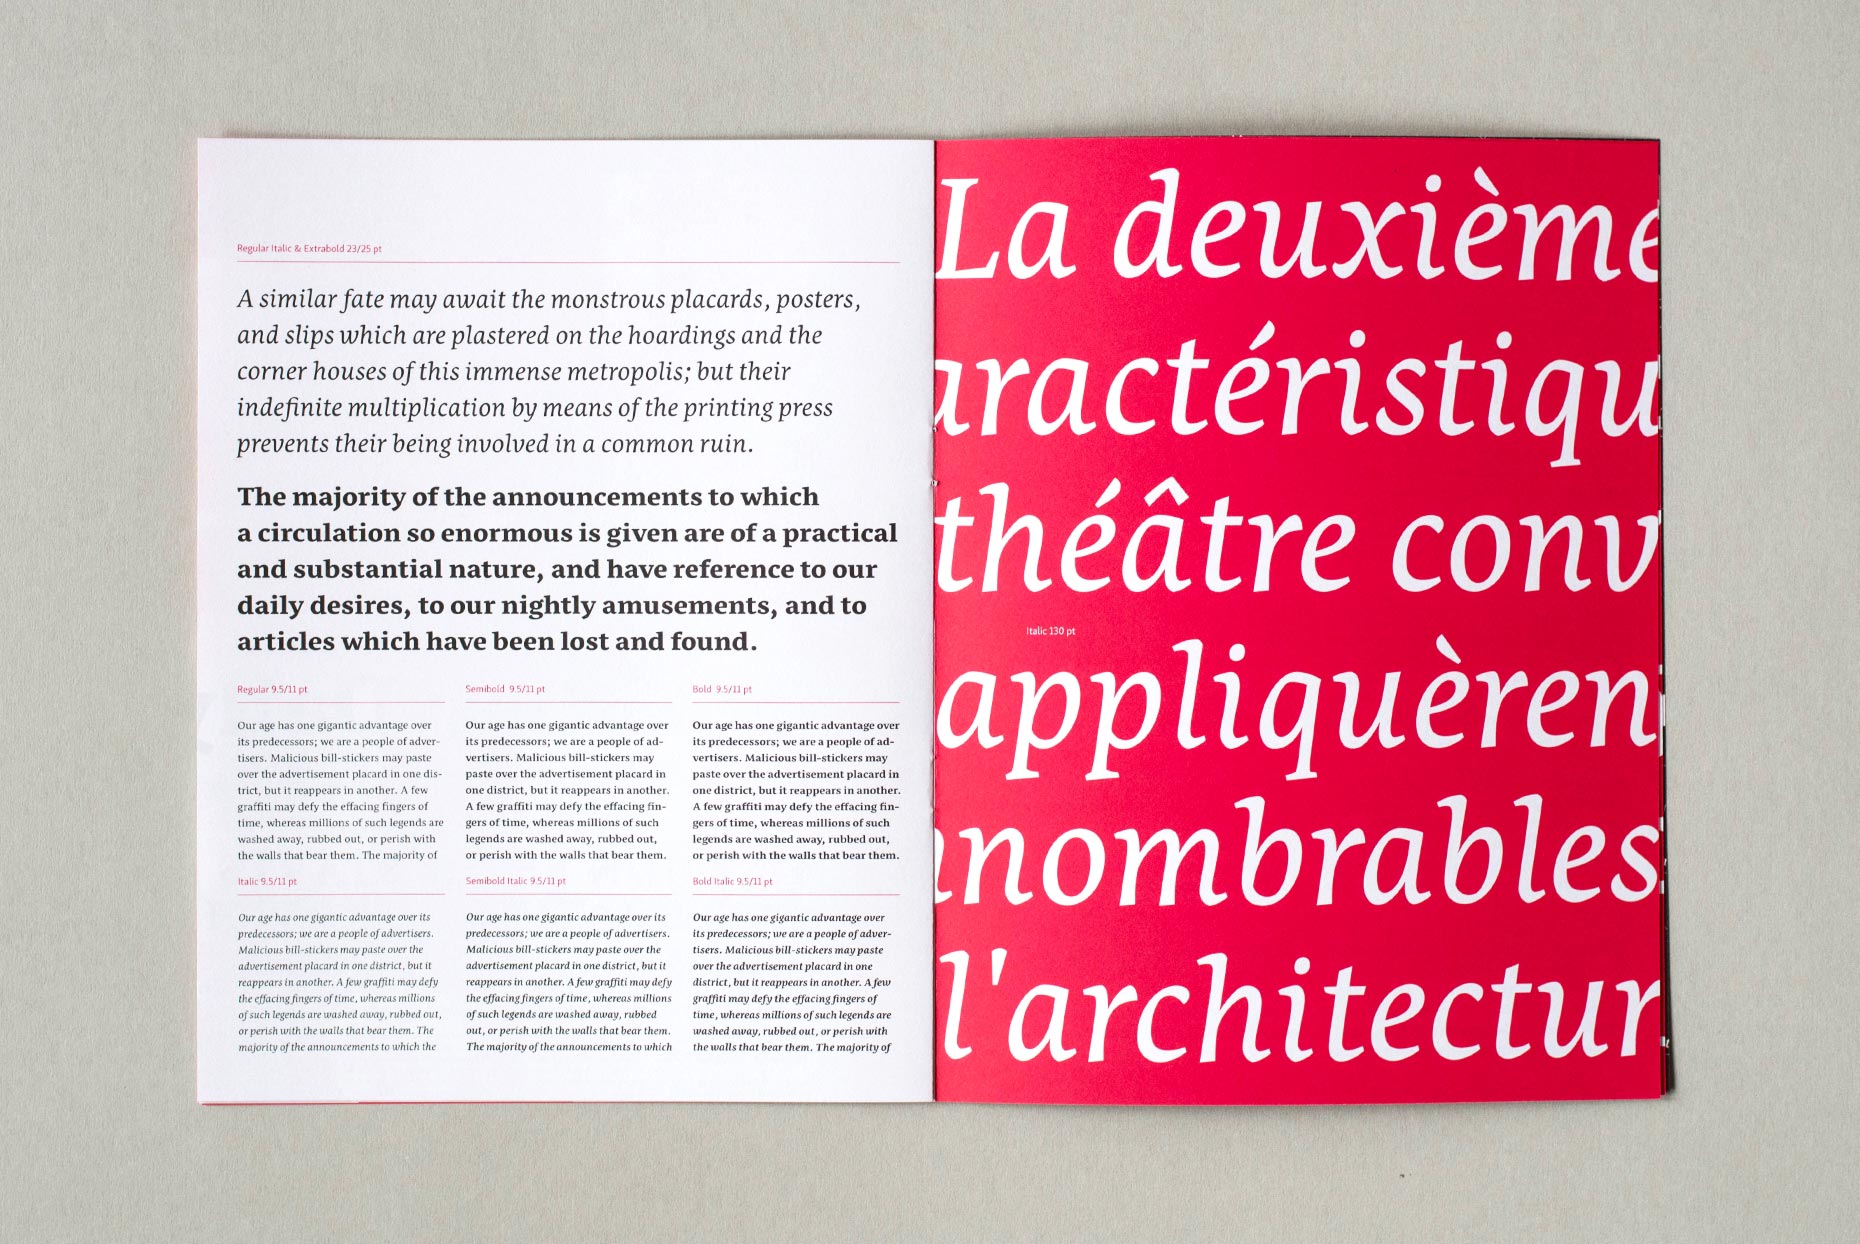 Regular Italic & Extrabold 23/25 pt
A similar fate may await the monstrous placards, posters,
and slips which are plastered on the hoardings and the
corner houses of this immense metropolis; but their
indefinite multiplication by means of the printing press
prevents their being involved in a common ruin.
The majority of the announcements to which
a circulation so enormous is given are of a practical
and substantial nature, and have reference to our
daily desires, to our nightly amusements, and to
articles which have been lost and found.
Regular 9.5/11 pt
Our age has one gigantic advantage over
its predecessors; we are a people of adver-
tisers. Malicious bill-stickers may paste
over the advertisement placard in one dis-
trict, but it reappears in another. A few
graffiti may defy the effacing fingers of
time, whereas millions of such legends are
washed away, rubbed out, or perish with
the walls that bear them. The majority of
Semibold 9.5/11 pt
Our age has one gigantic advantage over
its predecessors; we are a people of ad-
vertisers. Malicious bill-stickers may
paste over the advertisement placard in
one district, but it reappears in another.
A few graffiti may defy the effacing fin-
gers of time, whereas millions of such
legends are washed away, rubbed out,
or perish with the walls that bear them.
Bold 9.5/11 pt
Our age has one gigantic advantage over
its predecessors; we are a people of ad-
vertisers. Malicious bill-stickers may
paste over the advertisement placard in
one district, but it reappears in another.
A few graffiti may defy the effacing fin-
gers of time, whereas millions of such
legends are washed away, rubbed out,
or perish with the walls that bear them.
Italic 9.5/11 pt
Our age has one gigantic advantage over its
predecessors; we are a people of advertisers.
Malicious bill-stickers may paste over the
advertisement placard in one district, but it
reappears in another. A few graffiti may defy
the effacing fingers of time, whereas millions
of such legends are washed away, rubbed out,
or perish with the walls that bear them. The
majority of the announcements to which the
Semibold Italic 9.5/11 pt
Our age has one gigantic advantage over its
predecessors; we are a people of advertisers.
Malicious bill-stickers may paste over the
advertisement placard in one district, but it
reappears in another. A few graffiti may defy
the effacing fingers of time, whereas millions
of such legends are washed away, rubbed
out, or perish with the walls that bear them.
The majority of the announcements to which
Bold Italic 9.5/11 pt
Our age has one gigantic advantage over
its predecessors; we are a people of adver-
tisers. Malicious bill-stickers may paste
over the advertisement placard in one
district, but it reappears in another. A few
graffiti may defy the effacing fingers of
time, whereas millions of such legends are
washed away, rubbed out, or perish with
the walls that bear them. The majority of
La deuxième
aractéristiqu
théâtre conv
Italic 130 pt
appliquèren
nnombrables
l'architectur